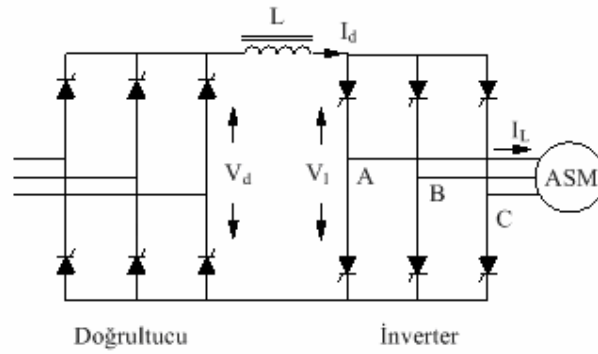 L
I_d
I_L
V_d
V_1
A
B
C
ASM
Doğrultucu
İnverter